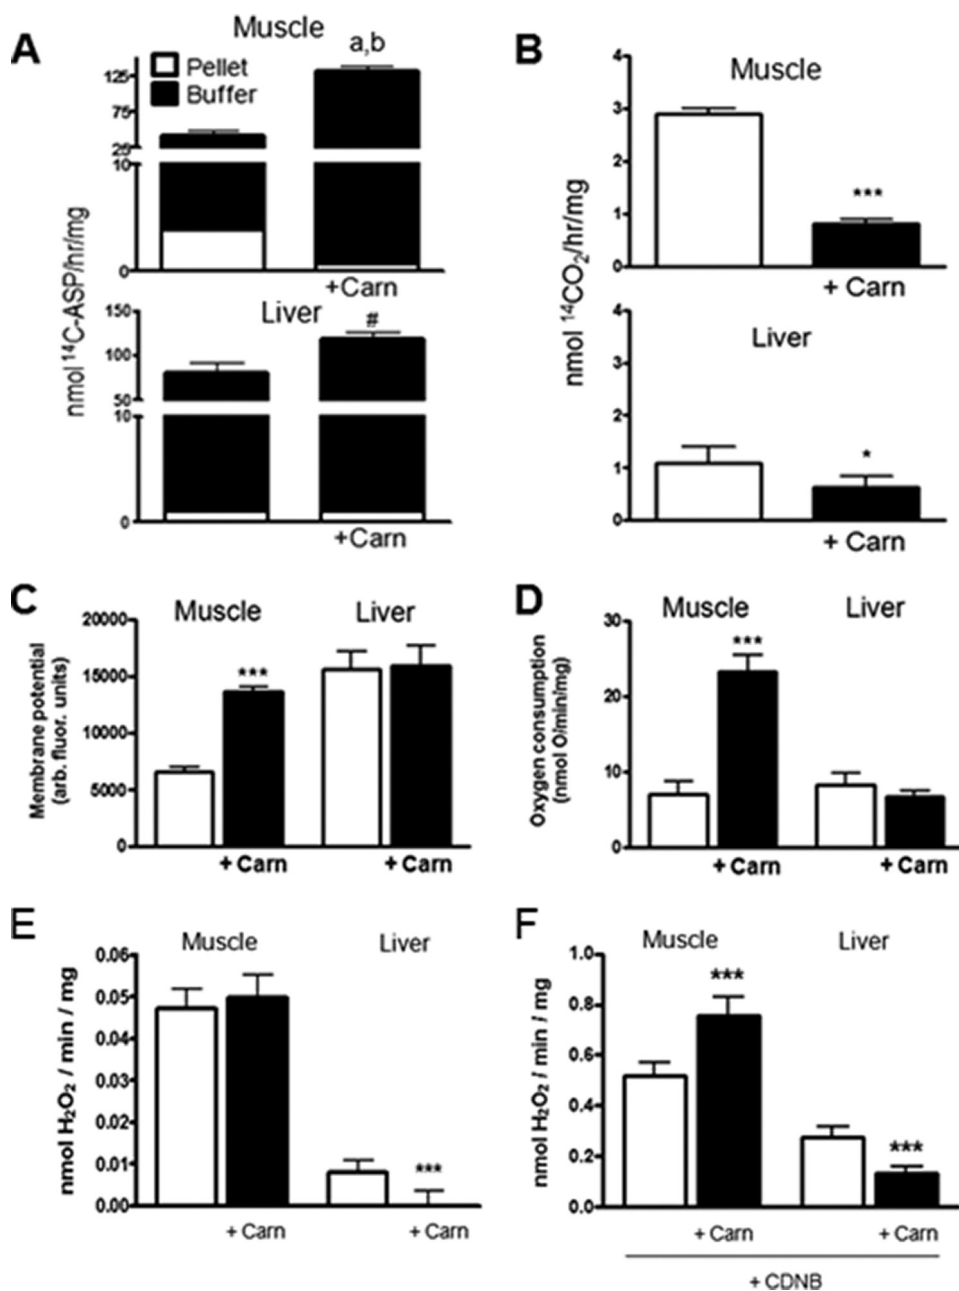 A
Muscle
a,b
Pellet
Buffer
125
75
25
10
0
+Carn
nmol ¹⁴C-ASP/hr/mg
Liver
#
150
100
50
10
0
+Carn
B
Muscle
4
3
2
1
0
***
+ Carn
nmol ¹⁴CO₂/hr/mg
Liver
4
3
2
1
0
*
+ Carn
C
Muscle
Liver
Membrane potential
(arb. fluor. units)
20000
15000
10000
5000
0
***
+ Carn
+ Carn
D
Muscle
Liver
Oxygen consumption
(nmol O/min/mg)
30
20
10
0
***
+ Carn
+ Carn
E
Muscle
Liver
nmol H₂O₂ / min / mg
0.06
0.05
0.04
0.03
0.02
0.01
0.00
***
+ Carn
+ Carn
F
Muscle
Liver
nmol H₂O₂ / min / mg
1.0
0.8
0.6
0.4
0.2
0.0
***
***
+ Carn
+ Carn
+ CDNB